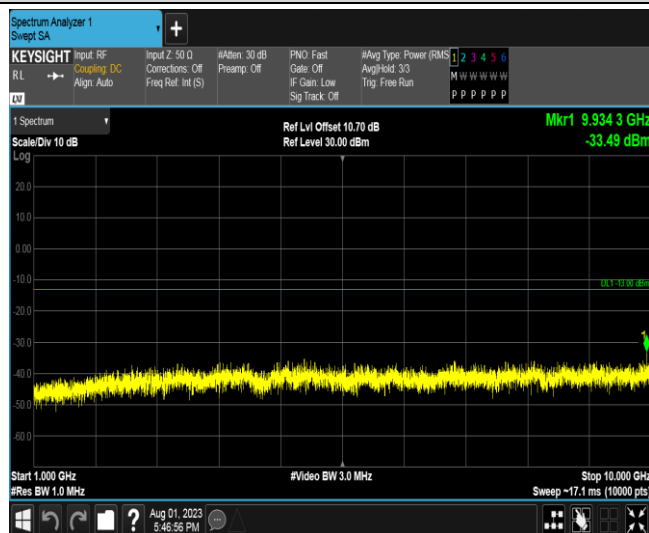 Spectrum Analyzer 1
Swept SA
KEYSIGHT
RL
LXI
Input: RF
Coupling: DC
Align: Auto
Input Z: 50 Ω
Corrections: Off
Freq Ref: Int (S)
#Atten: 30 dB
Preamp: Off
PNO: Fast
Gate: Off
IF Gain: Low
Sig Track: Off
#Avg Type: Power (RMS
Avg|Hold: 3/3
Trig: Free Run
1 2 3 4 5 6
M W W W W W
P P P P P P
1 Spectrum
Scale/Div 10 dB
Log
Ref Lvl Offset 10.70 dB
Ref Level 30.00 dBm
Mkr1 9.934 3 GHz
-33.49 dBm
20.0
10.0
0.00
-10.0
DL1 -13.00 dBm
-20.0
-30.0
1
-40.0
-50.0
-60.0
Start 1.000 GHz
#Res BW 1.0 MHz
#Video BW 3.0 MHz
Stop 10.000 GHz
Sweep ~17.1 ms (10000 pts)
?
Aug 01, 2023
5:46:56 PM